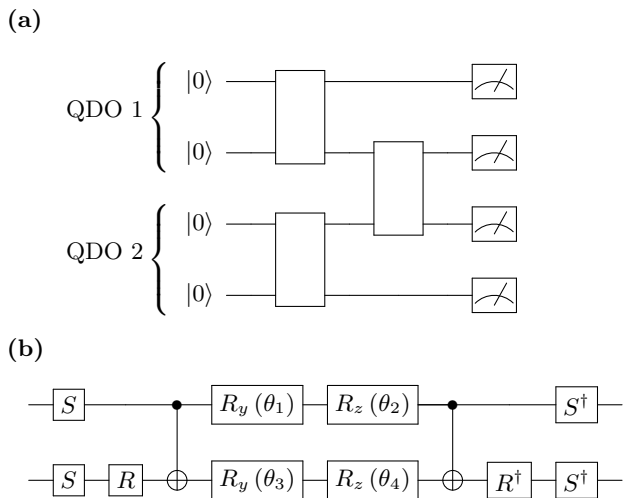 (a)
|0⟩
QDO 1
|0⟩
|0⟩
QDO 2
|0⟩
(b)
S R_y (θ_1) R_z (θ_2) S^†
S R R_y (θ_3) R_z (θ_4) R^† S^†